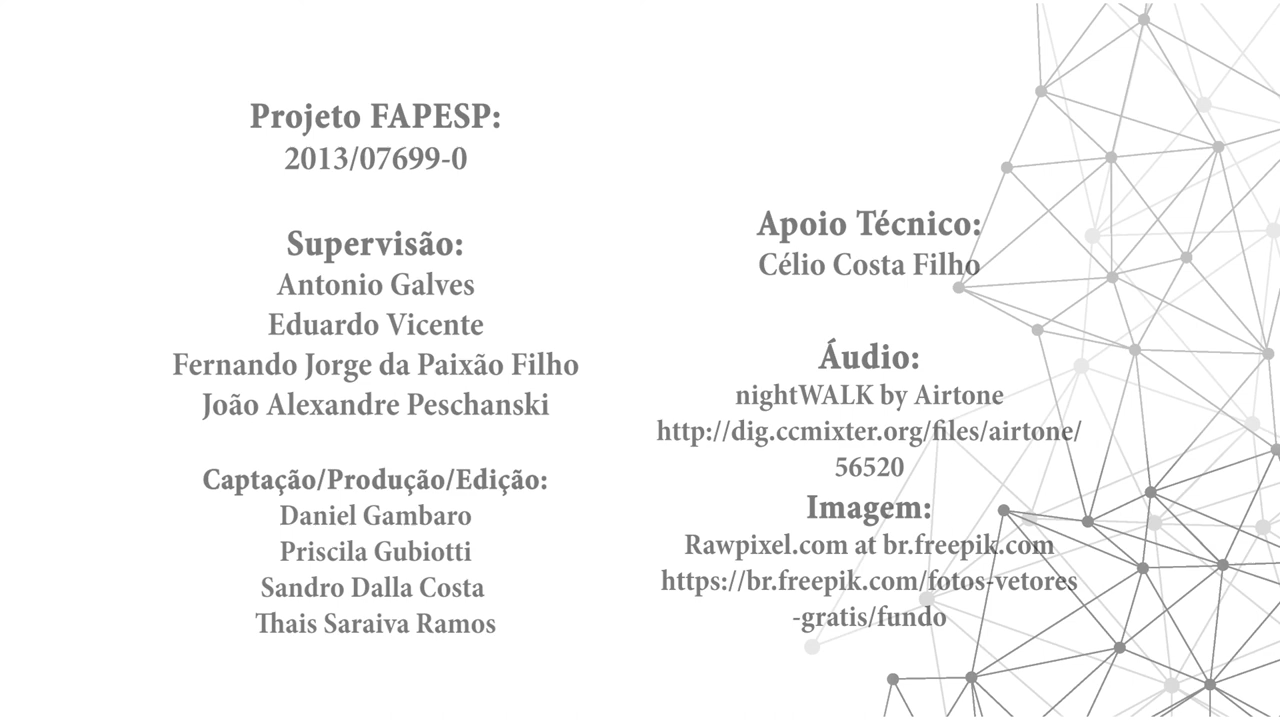 Projeto FAPESP:
2013/07699-0
Supervisão:
Antonio Galves
Eduardo Vicente
Fernando Jorge da Paixão Filho
João Alexandre Peschanski
Captação/Produção/Edição:
Daniel Gambaro
Priscila Gubiotti
Sandro Dalla Costa
Thais Saraiva Ramos
Apoio Técnico:
Célio Costa Filho
Áudio:
nightWALK by Airtone
http://dig.ccmixter.org/files/airtone/
56520
Imagem:
Rawpixel.com at br.freepik.com
https://br.freepik.com/fotos-vetores
-gratis/fundo